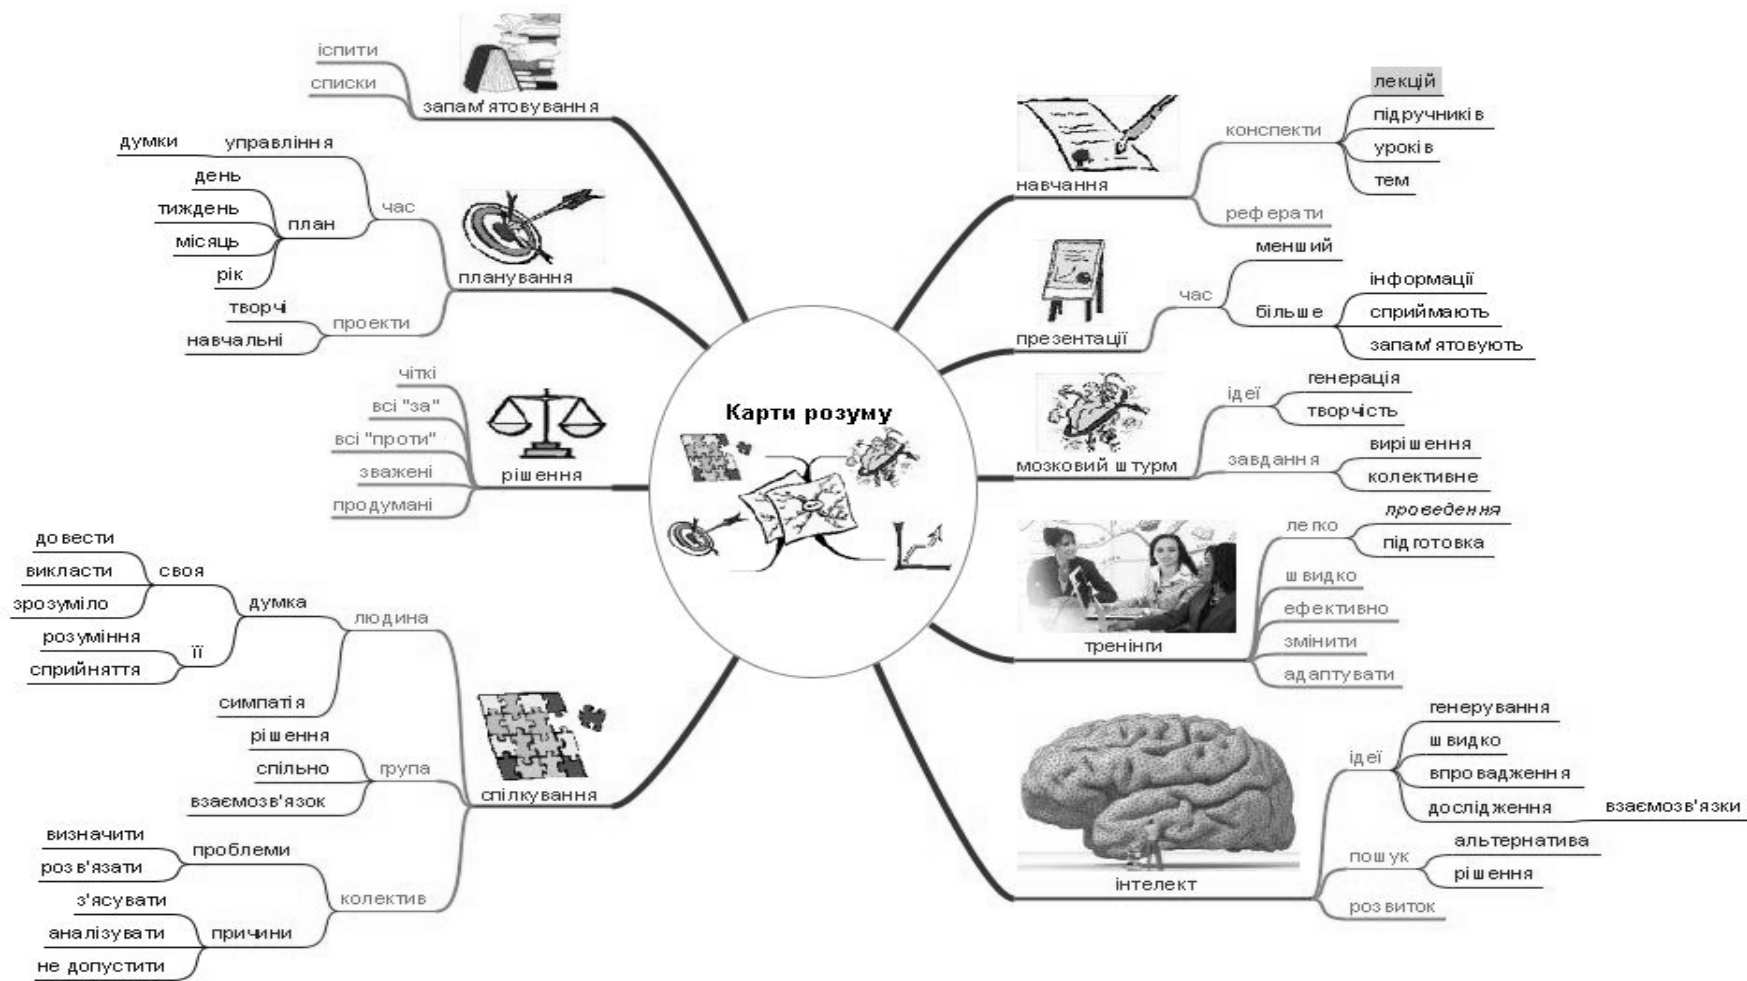 Карти розуму
запам'ятовування
іспити
списки
планування
час
управління
думки
план
день
тиждень
місяць
рік
проекти
творчі
навчальні
рішення
чіткі
всі "за"
всі "проти"
зважені
продумані
спілкування
людина
думка
своя
довести
викласти
зрозуміло
її
розуміння
сприйняття
симпатія
група
рішення
спільно
взаємозв'язок
колектив
проблеми
визначити
розв'язати
причини
з'ясувати
аналізувати
не допустити
навчання
конспекти
лекцій
підручників
уроків
тем
реферати
презентації
час
менший
більше
інформації
сприймають
запам'ятовують
мозковий штурм
ідеї
генерація
творчість
завдання
вирішення
колективне
тренінги
легко
проведення
підготовка
швидко
ефективно
змінити
адаптувати
інтелект
ідеї
генерування
швидко
впровадження
дослідження
взаємозв'язки
пошук
альтернатива
рішення
розвиток